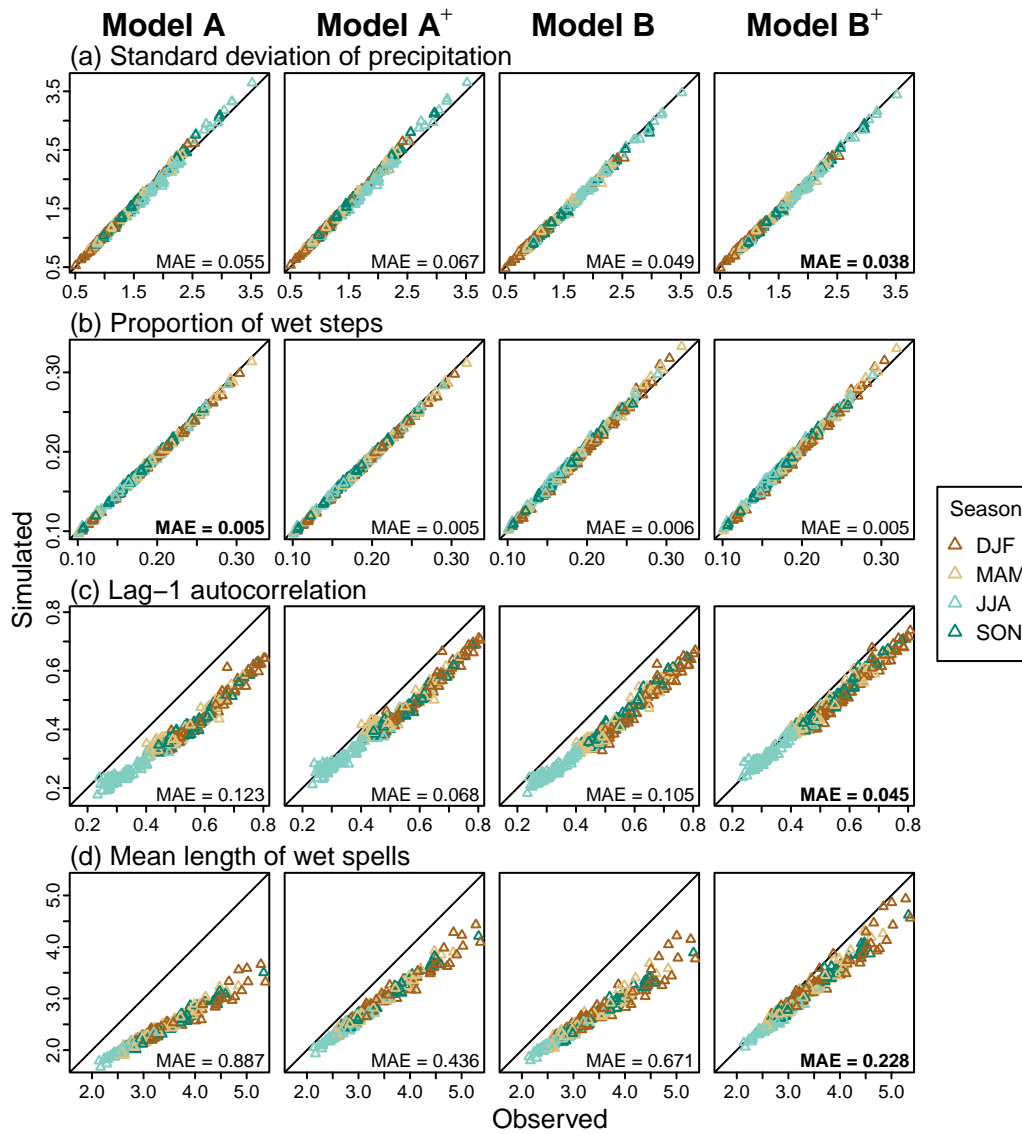 Model A Model A+ Model B Model B+
(a) Standard deviation of precipitation
0.5 1.5 2.5 3.5
MAE = 0.055 MAE = 0.067 MAE = 0.049 MAE = 0.038
0.5 1.5 2.5 3.5 0.5 1.5 2.5 3.5 0.5 1.5 2.5 3.5 0.5 1.5 2.5 3.5
(b) Proportion of wet steps
0.10 0.20 0.30
MAE = 0.005 MAE = 0.005 MAE = 0.006 MAE = 0.005
0.10 0.20 0.30 0.10 0.20 0.30 0.10 0.20 0.30 0.10 0.20 0.30
Season
DJF
MAM
JJA
SON
Simulated
(c) Lag−1 autocorrelation
0.2 0.4 0.6 0.8
MAE = 0.123 MAE = 0.068 MAE = 0.105 MAE = 0.045
0.2 0.4 0.6 0.8 0.2 0.4 0.6 0.8 0.2 0.4 0.6 0.8 0.2 0.4 0.6 0.8
(d) Mean length of wet spells
2.0 3.0 4.0 5.0
MAE = 0.887 MAE = 0.436 MAE = 0.671 MAE = 0.228
2.0 3.0 4.0 5.0 2.0 3.0 4.0 5.0 2.0 3.0 4.0 5.0 2.0 3.0 4.0 5.0
Observed